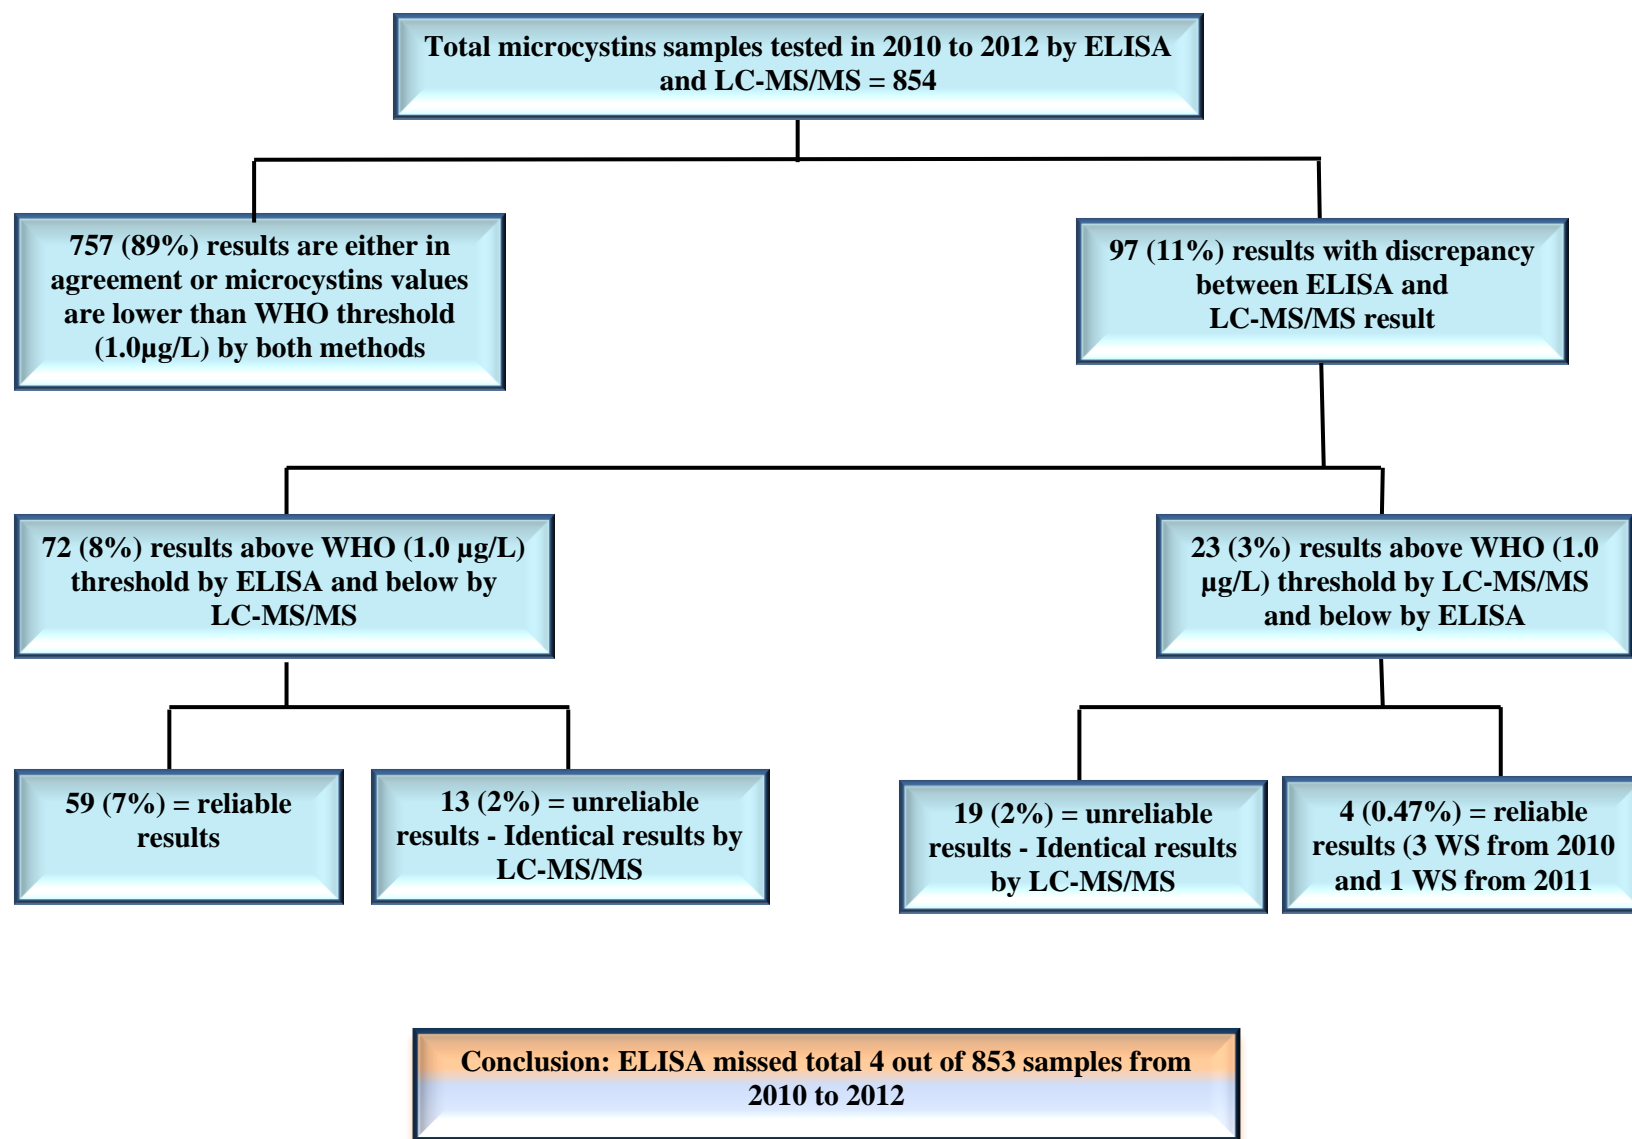 Total microcystins samples tested in 2010 to 2012 by ELISA
and LC-MS/MS = 854
757 (89%) results are either in
agreement or microcystins values
are lower than WHO threshold
(1.0µg/L) by both methods
97 (11%) results with discrepancy
between ELISA and
LC-MS/MS result
72 (8%) results above WHO (1.0 µg/L)
threshold by ELISA and below by
LC-MS/MS
23 (3%) results above WHO (1.0
µg/L) threshold by LC-MS/MS
and below by ELISA
59 (7%) = reliable
results
13 (2%) = unreliable
results - Identical results by
LC-MS/MS
19 (2%) = unreliable
results - Identical results
by LC-MS/MS
4 (0.47%) = reliable
results (3 WS from 2010
and 1 WS from 2011
Conclusion: ELISA missed total 4 out of 853 samples from
2010 to 2012